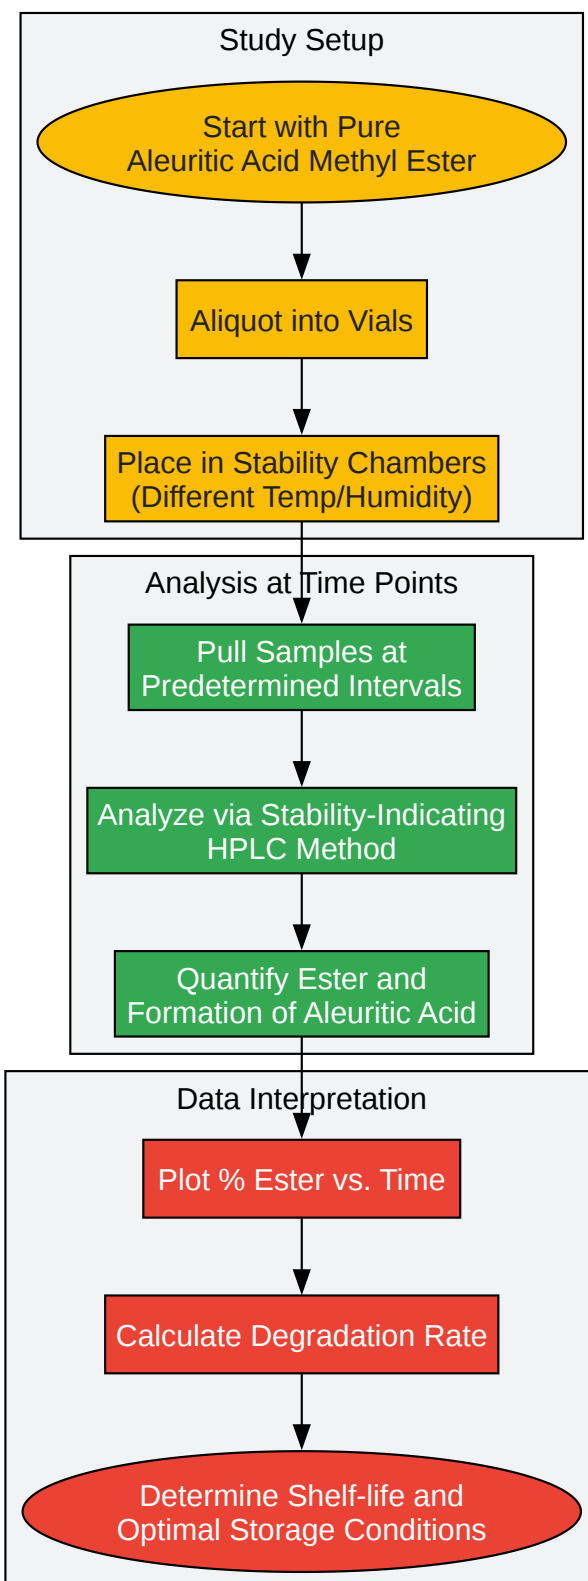 Study Setup
Start with Pure
Aleuritic Acid Methyl Ester
Aliquot into Vials
Place in Stability Chambers
(Different Temp/Humidity)
Analysis at Time Points
Pull Samples at
Predetermined Intervals
Analyze via Stability-Indicating
HPLC Method
Quantify Ester and
Formation of Aleuritic Acid
Data Interpretation
Plot % Ester vs. Time
Calculate Degradation Rate
Determine Shelf-life and
Optimal Storage Conditions